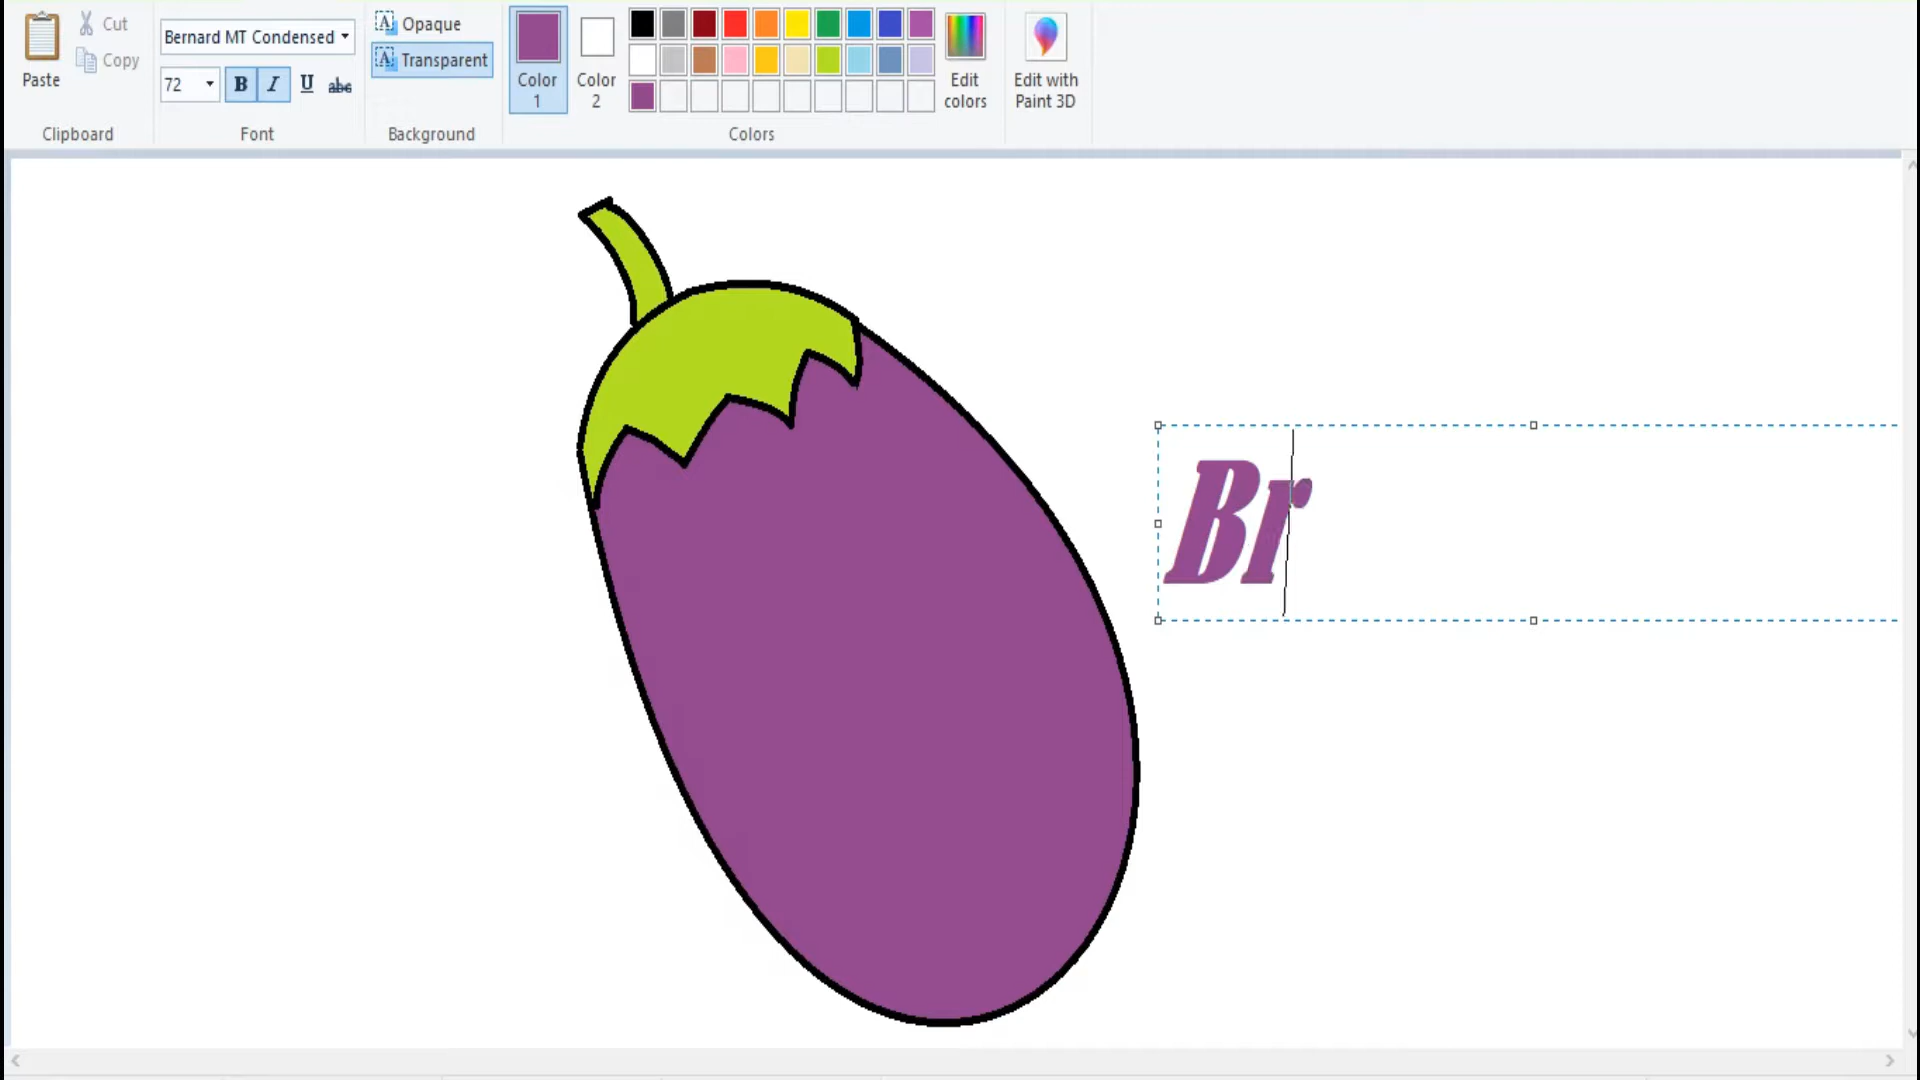 Paste
Cut
Copy
Clipboard
Bernard MT Condensed
72
B I U abc
Font
A Opaque
A Transparent
Background
Color
1
Color
2
Edit
colors
Colors
Edit with
Paint 3D
Br